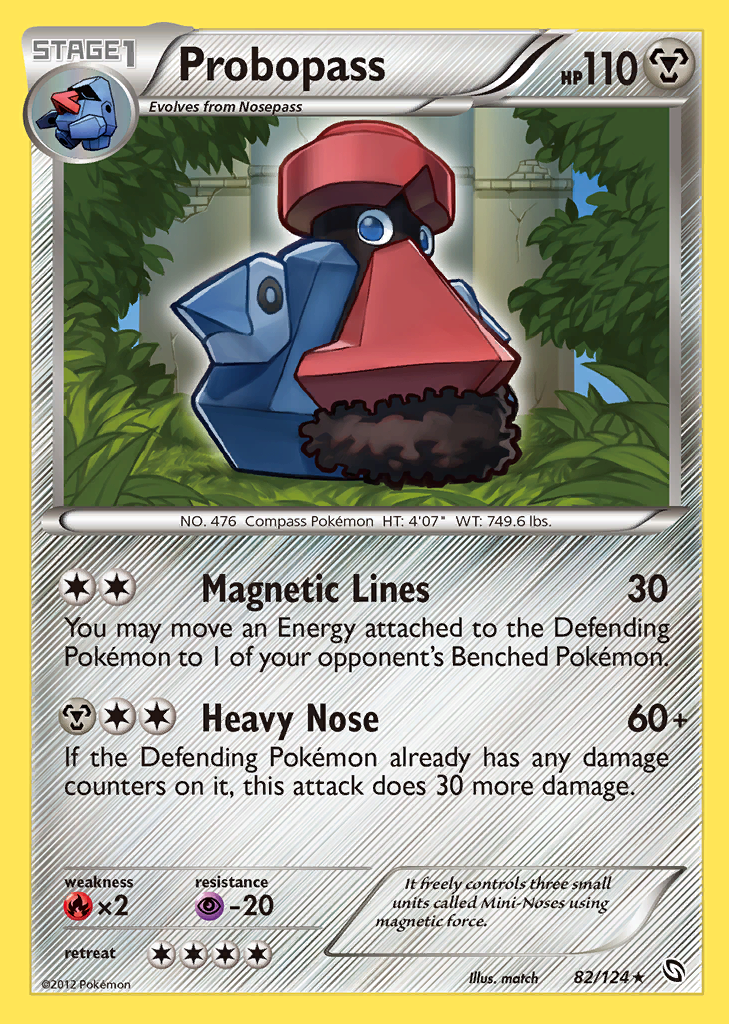 STAGE1
Probopass
HP110
Evolves from Nosepass
NO. 476 Compass Pokémon HT: 4'07" WT: 749.6 lbs.
Magnetic Lines 30
You may move an Energy attached to the Defending
Pokémon to 1 of your opponent's Benched Pokémon.
Heavy Nose 60+
If the Defending Pokémon already has any damage
counters on it, this attack does 30 more damage.
weakness resistance
×2 -20
retreat
It freely controls three small
units called Mini-Noses using
magnetic force.
©2012 Pokémon
Illus. match 82/124★